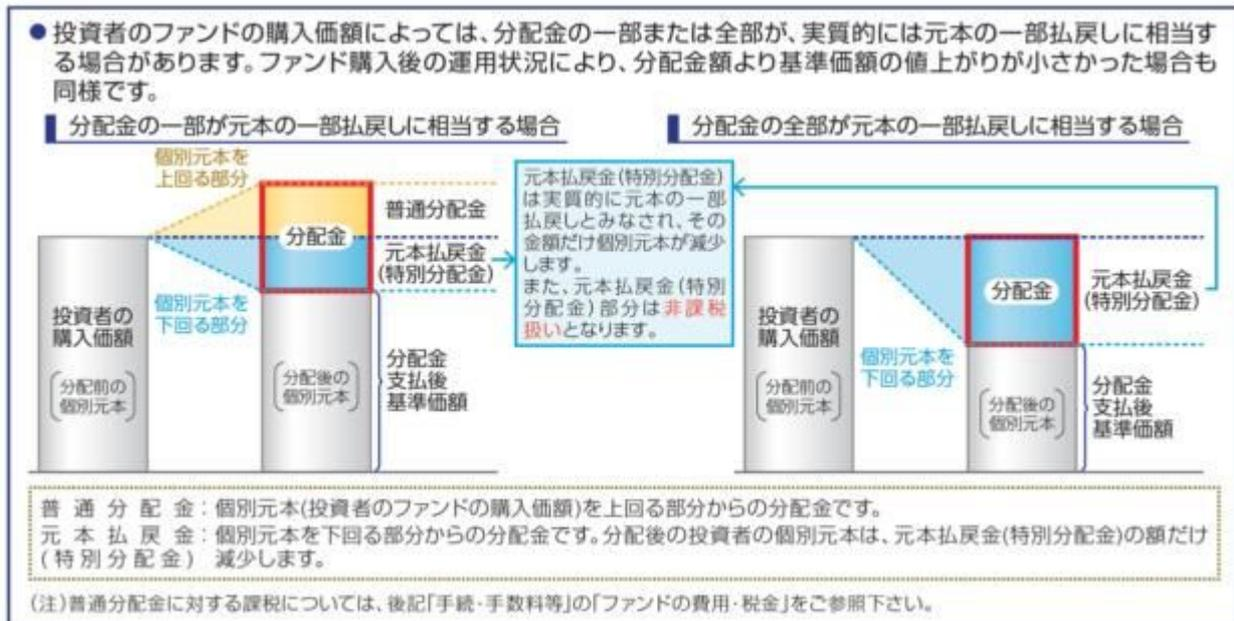 ● 投資者のファンドの購入価額によっては、分配金の一部または全部が、実質的には元本の一部払戻しに相当す
る場合があります。ファンド購入後の運用状況により、分配金額より基準価額の値上がりが小さかった場合も
同様です。
分配金の一部が元本の一部払戻しに相当する場合
個別元本を
上回る部分
分配金
普通分配金
元本払戻金
(特別分配金)
個別元本を
下回る部分
投資者の
購入価額
(分配前の
個別元本)
(分配後の
個別元本)
分配金
支払後
基準価額
元本払戻金(特別分配金)
は実質的に元本の一部
払戻しとみなされ、その
金額だけ個別元本が減少
します。
また、元本払戻金(特別
分配金)部分は非課税
扱いとなります。
分配金の全部が元本の一部払戻しに相当する場合
投資者の
購入価額
(分配前の
個別元本)
個別元本を
下回る部分
分配金
元本払戻金
(特別分配金)
(分配後の
個別元本)
分配金
支払後
基準価額
普通分配金:個別元本(投資者のファンドの購入価額)を上回る部分からの分配金です。
元本払戻金:個別元本を下回る部分からの分配金です。分配後の投資者の個別元本は、元本払戻金(特別分配金)の額だけ
(特別分配金) 減少します。
(注)普通分配金に対する課税については、後記「手続・手数料等」の「ファンドの費用・税金」をご参照下さい。